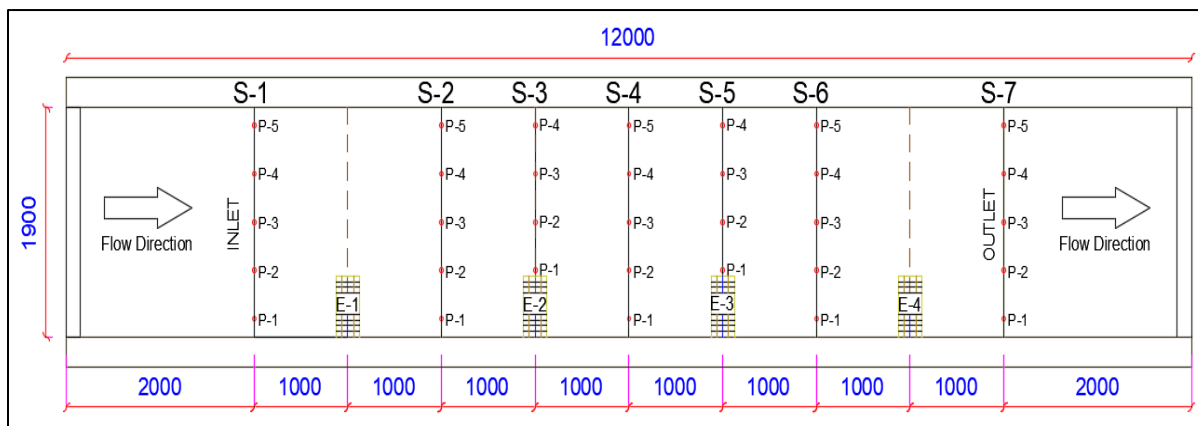 12000
S-1 S-2 S-3 S-4 S-5 S-6 S-7
P-5 P-5 P-4 P-5 P-4 P-5 P-5
P-4 P-4 P-3 P-4 P-3 P-4 P-4
1900
Flow Direction
INLET
P-3 P-3 P-2 P-3 P-2 P-3 P-3
OUTLET
Flow Direction
P-2 P-2 P-1 P-2 P-1 P-2 P-2
E-1 E-2 E-3 E-4
P-1 P-1 P-1 P-1 P-1
2000 1000 1000 1000 1000 1000 1000 1000 1000 2000